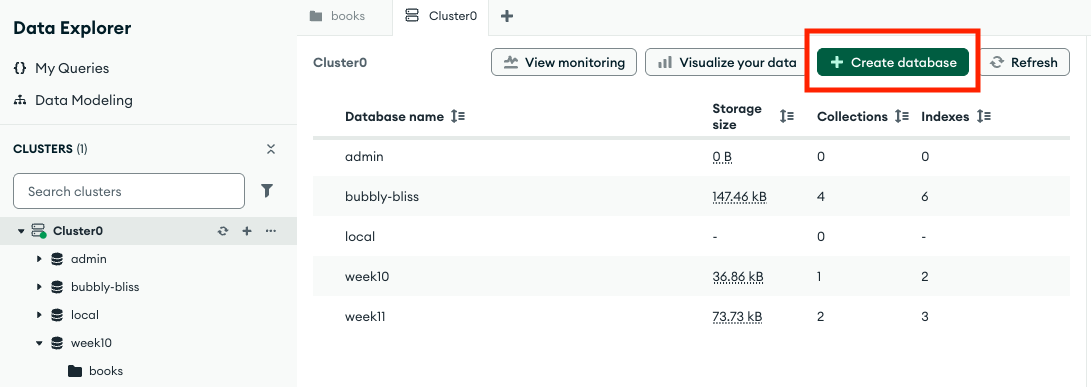 Data Explorer
My Queries
Data Modeling
CLUSTERS (1)
Search clusters
Cluster0
admin
bubbly-bliss
local
week10
books
books
Cluster0
Cluster0
View monitoring
Visualize your data
Create database
Refresh
Database name
Storage size
Collections
Indexes
admin 0 B 0 0
bubbly-bliss 147.46 kB 4 6
local - 0 -
week10 36.86 kB 1 2
week11 73.73 kB 2 3